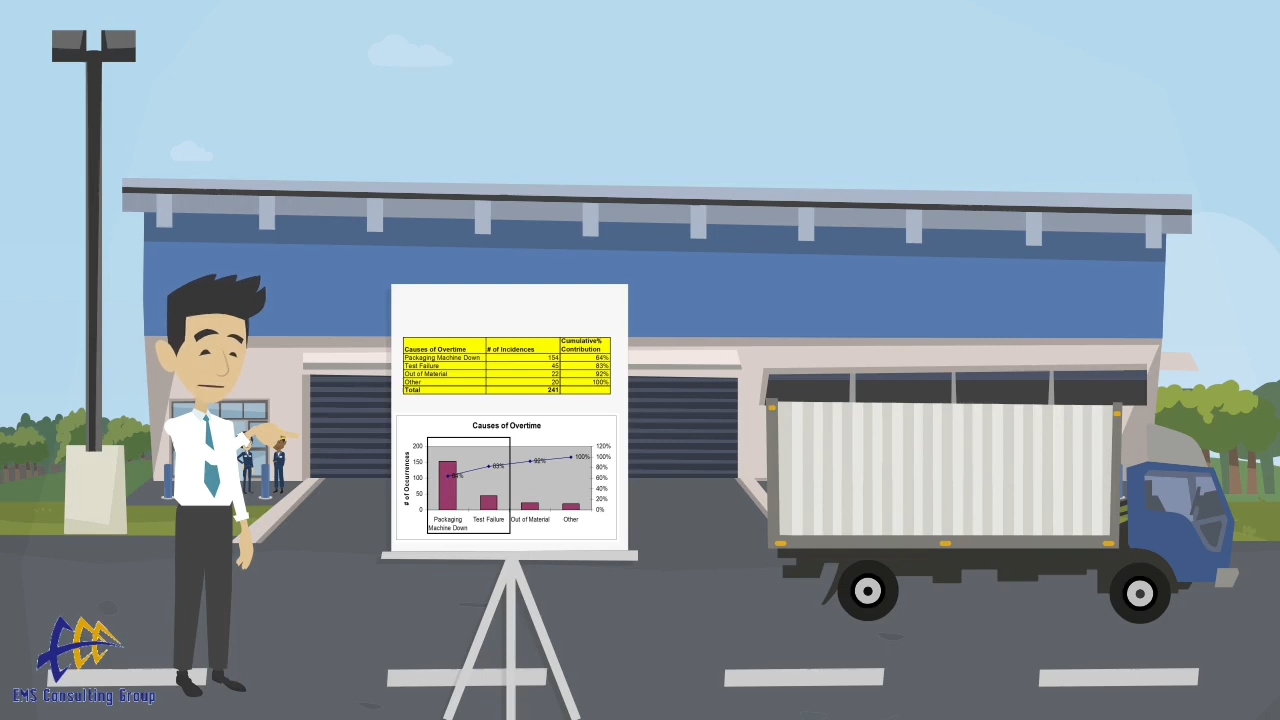 Causes of Overtime # of Incidences Cumulative% Contribution
Packaging Machine Down 154 64%
Test Failure 45 83%
Out of Material 22 92%
Other 20 100%
Total 241
Causes of Overtime
# of Occurrences
200
150
100
50
0
64%
83%
92%
100%
120%
100%
80%
60%
40%
20%
0%
Packaging Test Failure Out of Material Other
Machine Down
EMS Consulting Group